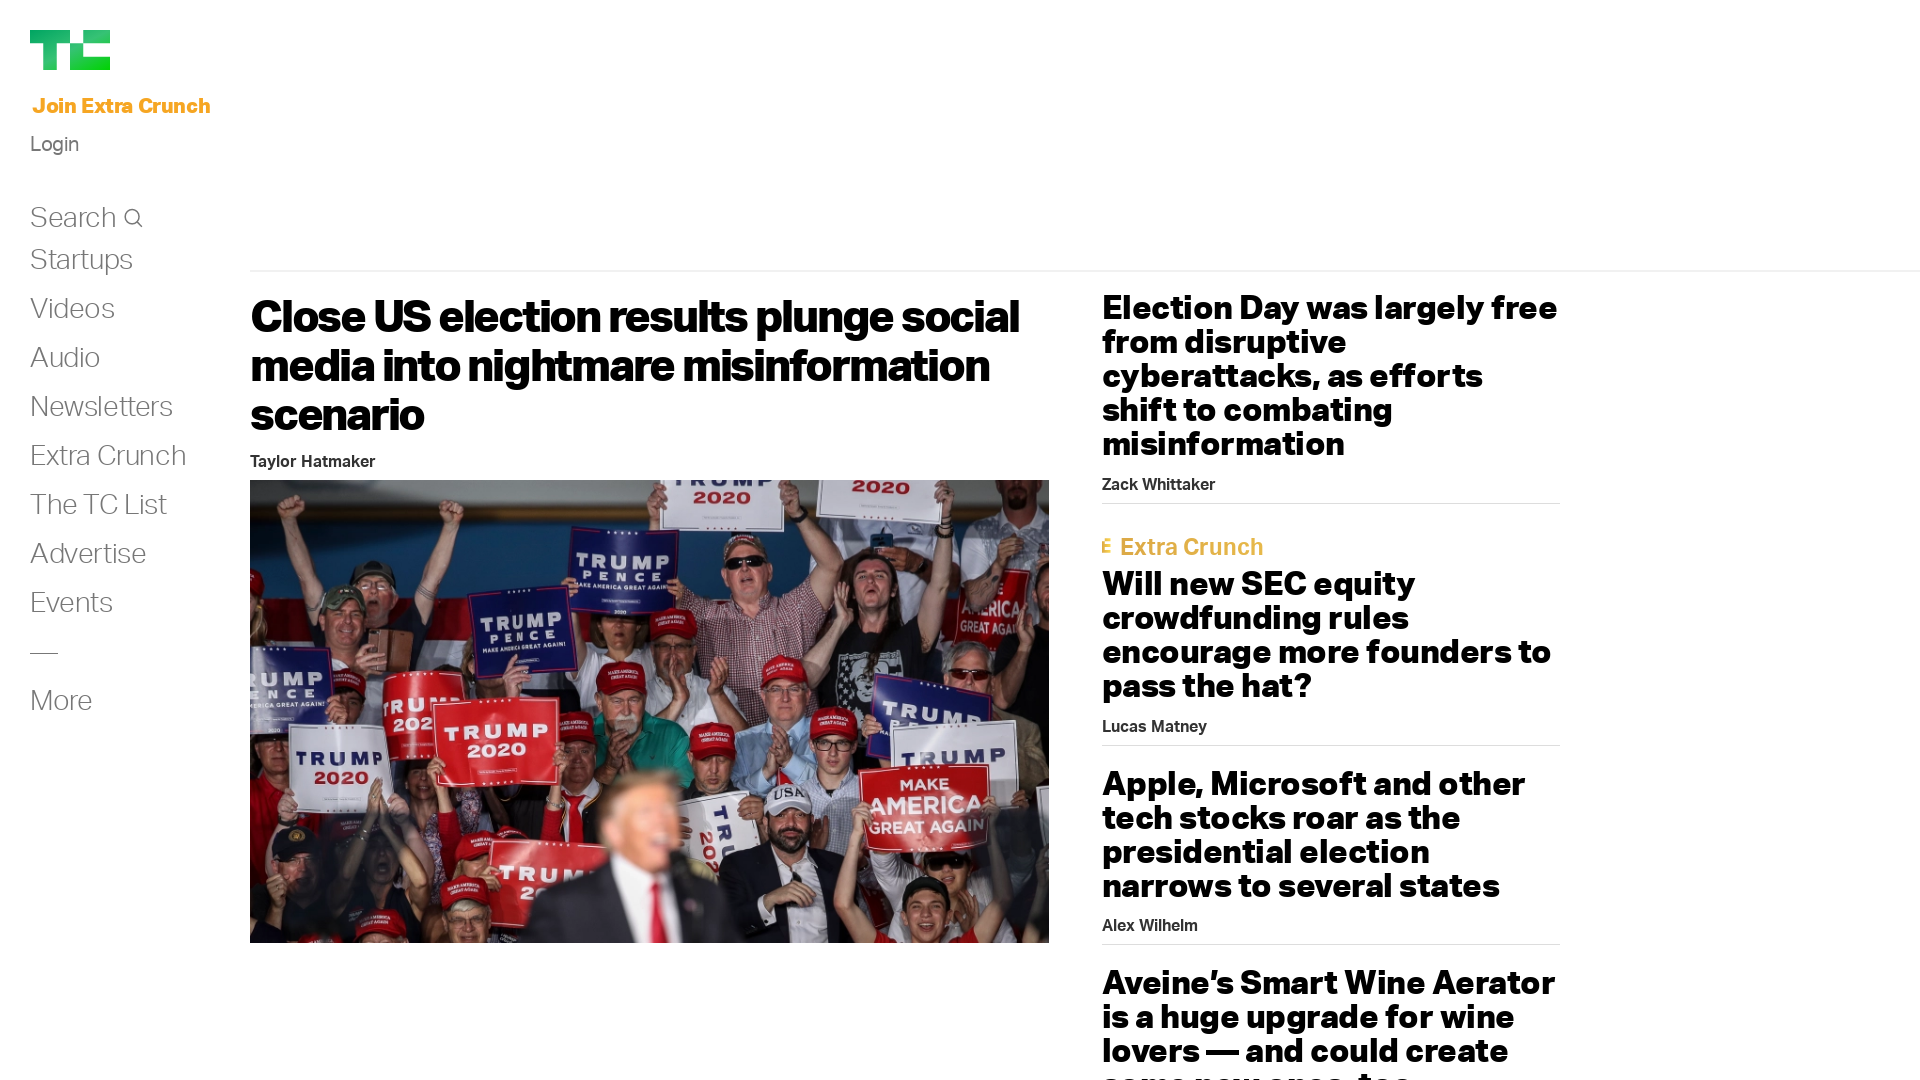 TC
Join Extra Crunch
Login
Search
Startups
Videos
Audio
Newsletters
Extra Crunch
The TC List
Advertise
Events
—
More
Close US election results plunge social
media into nightmare misinformation
scenario
Taylor Hatmaker
TRUMP
2020
2020
TRUMP
PENCE
MAKE AMERICA GREAT AGAIN!
2020
TRUMP
PENCE
MAKE AMERICA GREAT AGAIN!
TRUMP
2020
TRUMP
2020
USA
MAKE
AMERICA
GREAT AGAIN
Election Day was largely free
from disruptive
cyberattacks, as efforts
shift to combating
misinformation
Zack Whittaker
Extra Crunch
Will new SEC equity
crowdfunding rules
encourage more founders to
pass the hat?
Lucas Matney
Apple, Microsoft and other
tech stocks roar as the
presidential election
narrows to several states
Alex Wilhelm
Aveine’s Smart Wine Aerator
is a huge upgrade for wine
lovers — and could create